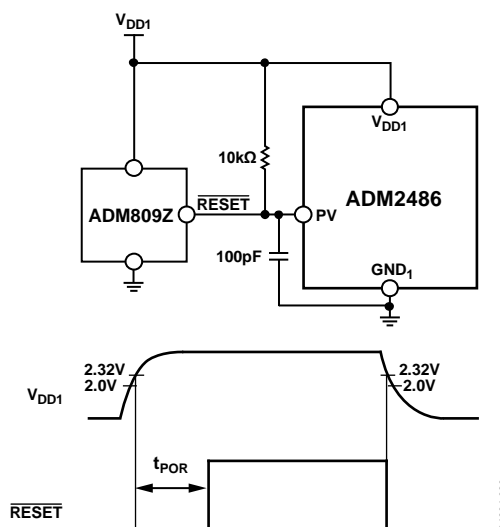 VDD1
10kΩ
VDD1
ADM809Z
RESET
PV
ADM2486
100pF
GND1
VDD1
2.32V
2.0V
2.32V
2.0V
tPOR
RESET